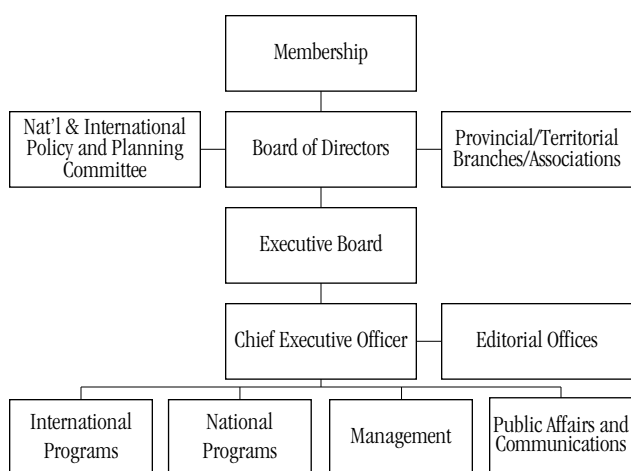 Membership
Nat'l & International
Policy and Planning
Committee
Board of Directors
Provincial/Territorial
Branches/Associations
Executive Board
Chief Executive Officer
Editorial Offices
International
Programs
National
Programs
Management
Public Affairs and
Communications